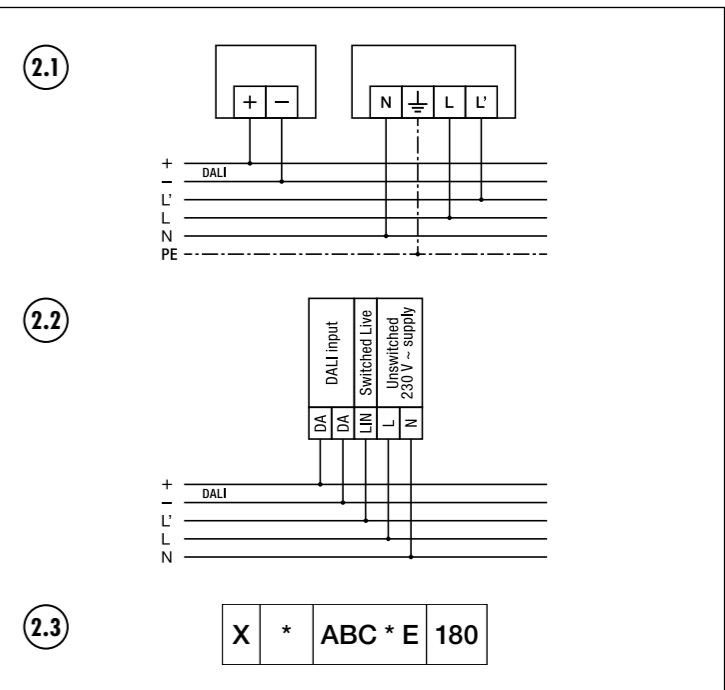 2.1
+ − N L L'
+ DALI
−
L'
L
N
PE
2.2
DALI input
Switched Live
Unswitched
230 V ~ supply
DA DA LIN L N
+ DALI
−
L'
L
N
2.3
X * ABC * E 180